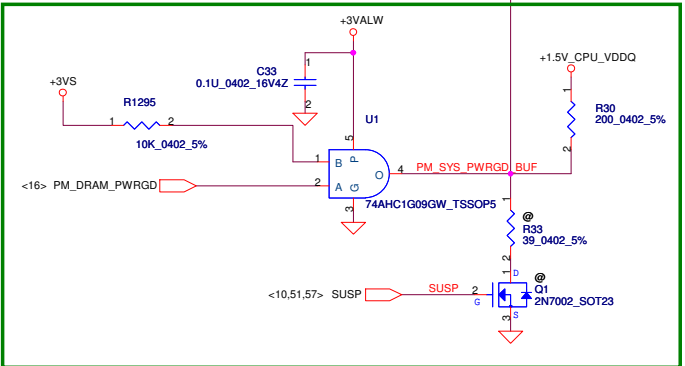 +3VALW
+1.5V_CPU_VDDQ
+3VS
1
C33
0.1U_0402_16V4Z
2
R1295
1 2
10K_0402_5%
U1
1
R30
200_0402_5%
2
5
P
1 B
2 A
G
3
O 4
PM_SYS_PWRGD_BUF
74AHC1G09GW_TSSOP5
<16> PM_DRAM_PWRGD
1
@
R33
39_0402_5%
2
1 D
@
Q1
2N7002_SOT23
<10,51,57> SUSP
SUSP
2
G
3 S